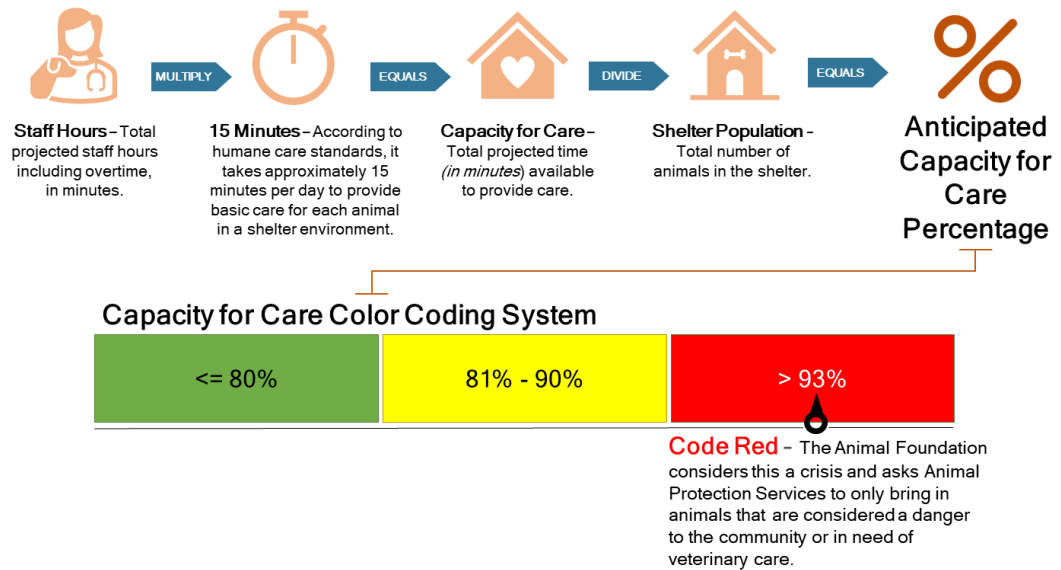 MULTIPLY
EQUALS
DIVIDE
EQUALS
Staff Hours – Total
projected staff hours
including overtime,
in minutes.
15 Minutes – According to
humane care standards, it
takes approximately 15
minutes per day to provide
basic care for each animal
in a shelter environment.
Capacity for Care –
Total projected time
(in minutes) available
to provide care.
Shelter Population -
Total number of
animals in the shelter.
Anticipated
Capacity for
Care
Percentage
Capacity for Care Color Coding System
<= 80%
81% - 90%
> 93%
Code Red – The Animal Foundation
considers this a crisis and asks Animal
Protection Services to only bring in
animals that are considered a danger
to the community or in need of
veterinary care.